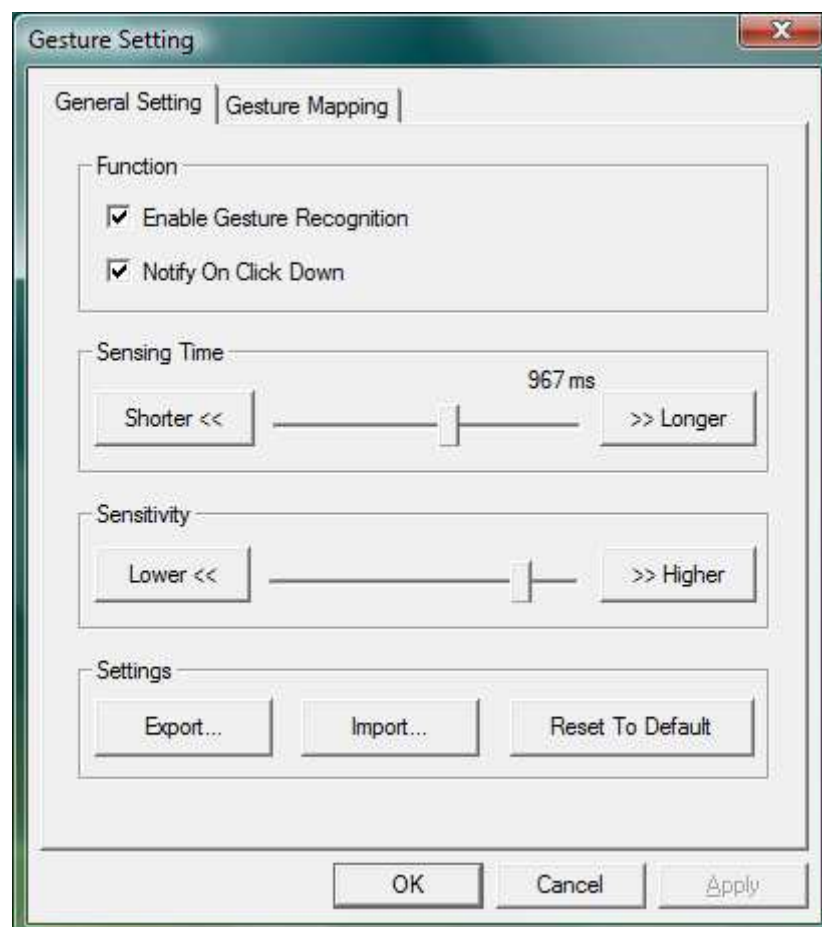 Gesture Setting
General Setting
Gesture Mapping
Function
Enable Gesture Recognition
Notify On Click Down
Sensing Time
967 ms
Shorter <<
>> Longer
Sensitivity
Lower <<
>> Higher
Settings
Export...
Import...
Reset To Default
OK
Cancel
Apply